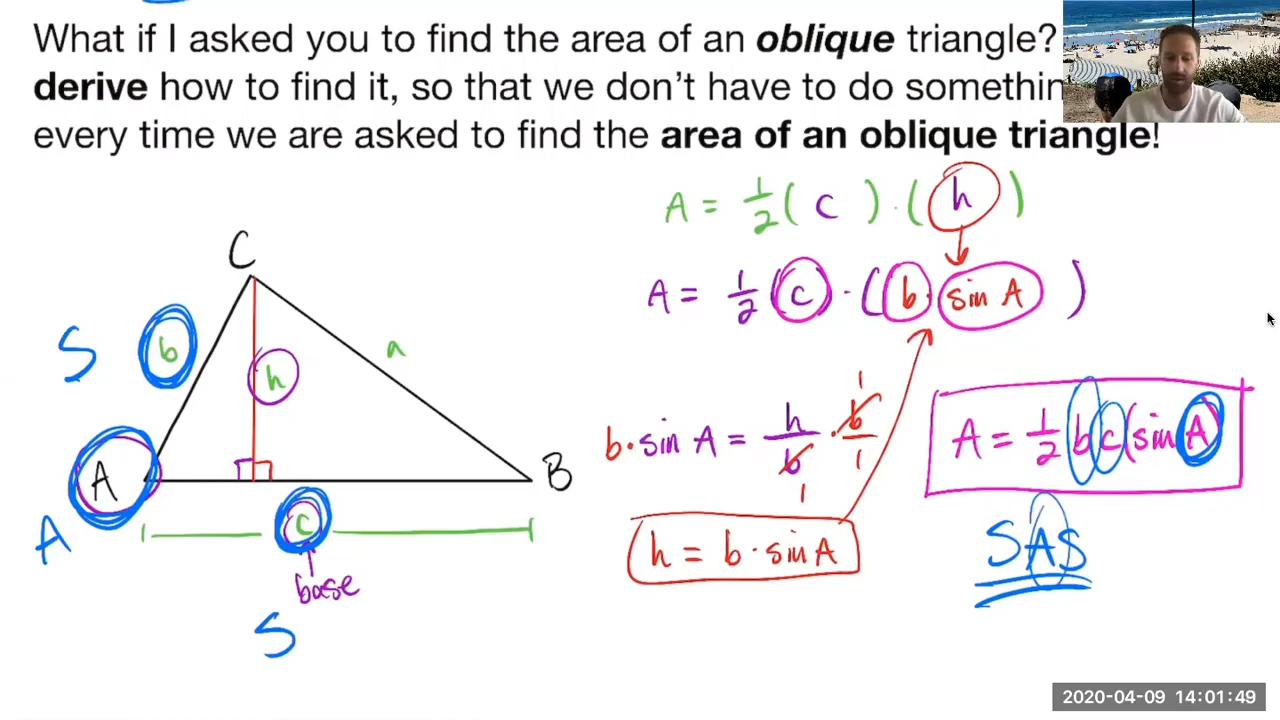 What if I asked you to find the area of an oblique triangle?
derive how to find it, so that we don't have to do somethin
every time we are asked to find the area of an oblique triangle!
A = 1/2 ( c ) · ( h )
A = 1/2 ( c ) · ( b · sin A )
C
S b h a
A B
A c
base
S
b · sin A = h/b · b/1
1 1
h = b · sin A
A = 1/2 b c (sin A)
SAS
2020-04-09 14:01:49